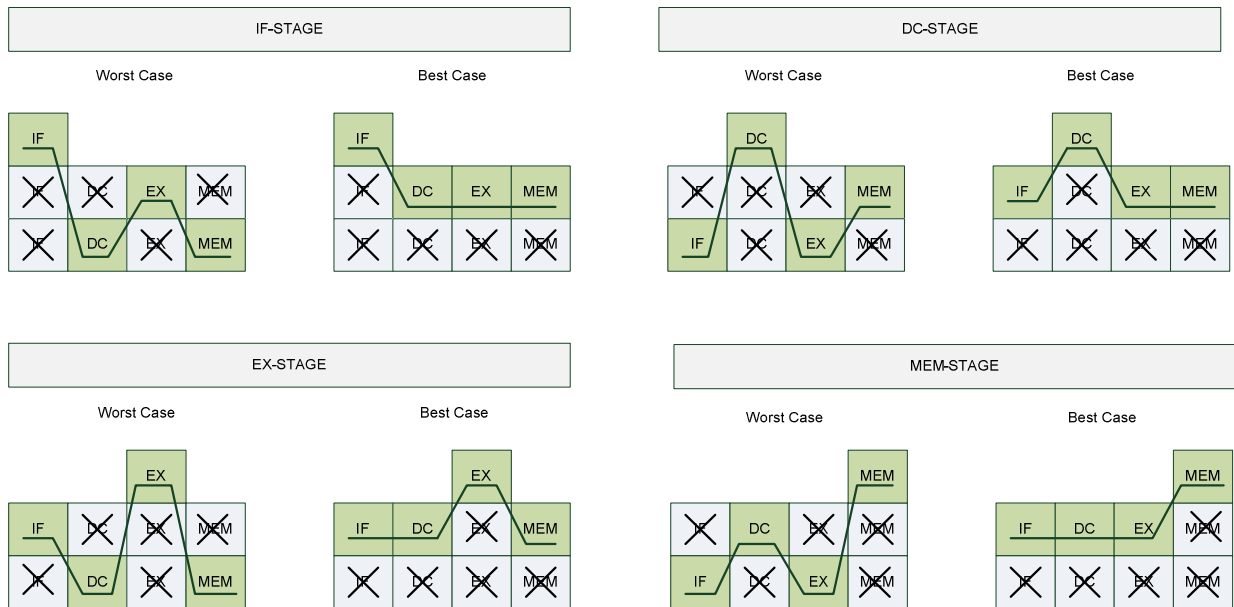 IF-STAGE
DC-STAGE
Worst Case
Best Case
Worst Case
Best Case
IF
IF
DC
DC
IF DC EX MEM
IF DC EX MEM
IF DC EX MEM
IF DC EX MEM
IF DC EX MEM
IF DC EX MEM
IF DC EX MEM
IF DC EX MEM
EX-STAGE
MEM-STAGE
Worst Case
Best Case
Worst Case
Best Case
EX
EX
MEM
MEM
IF DC EX MEM
IF DC EX MEM
IF DC EX MEM
IF DC EX MEM
IF DC EX MEM
IF DC EX MEM
IF DC EX MEM
IF DC EX MEM